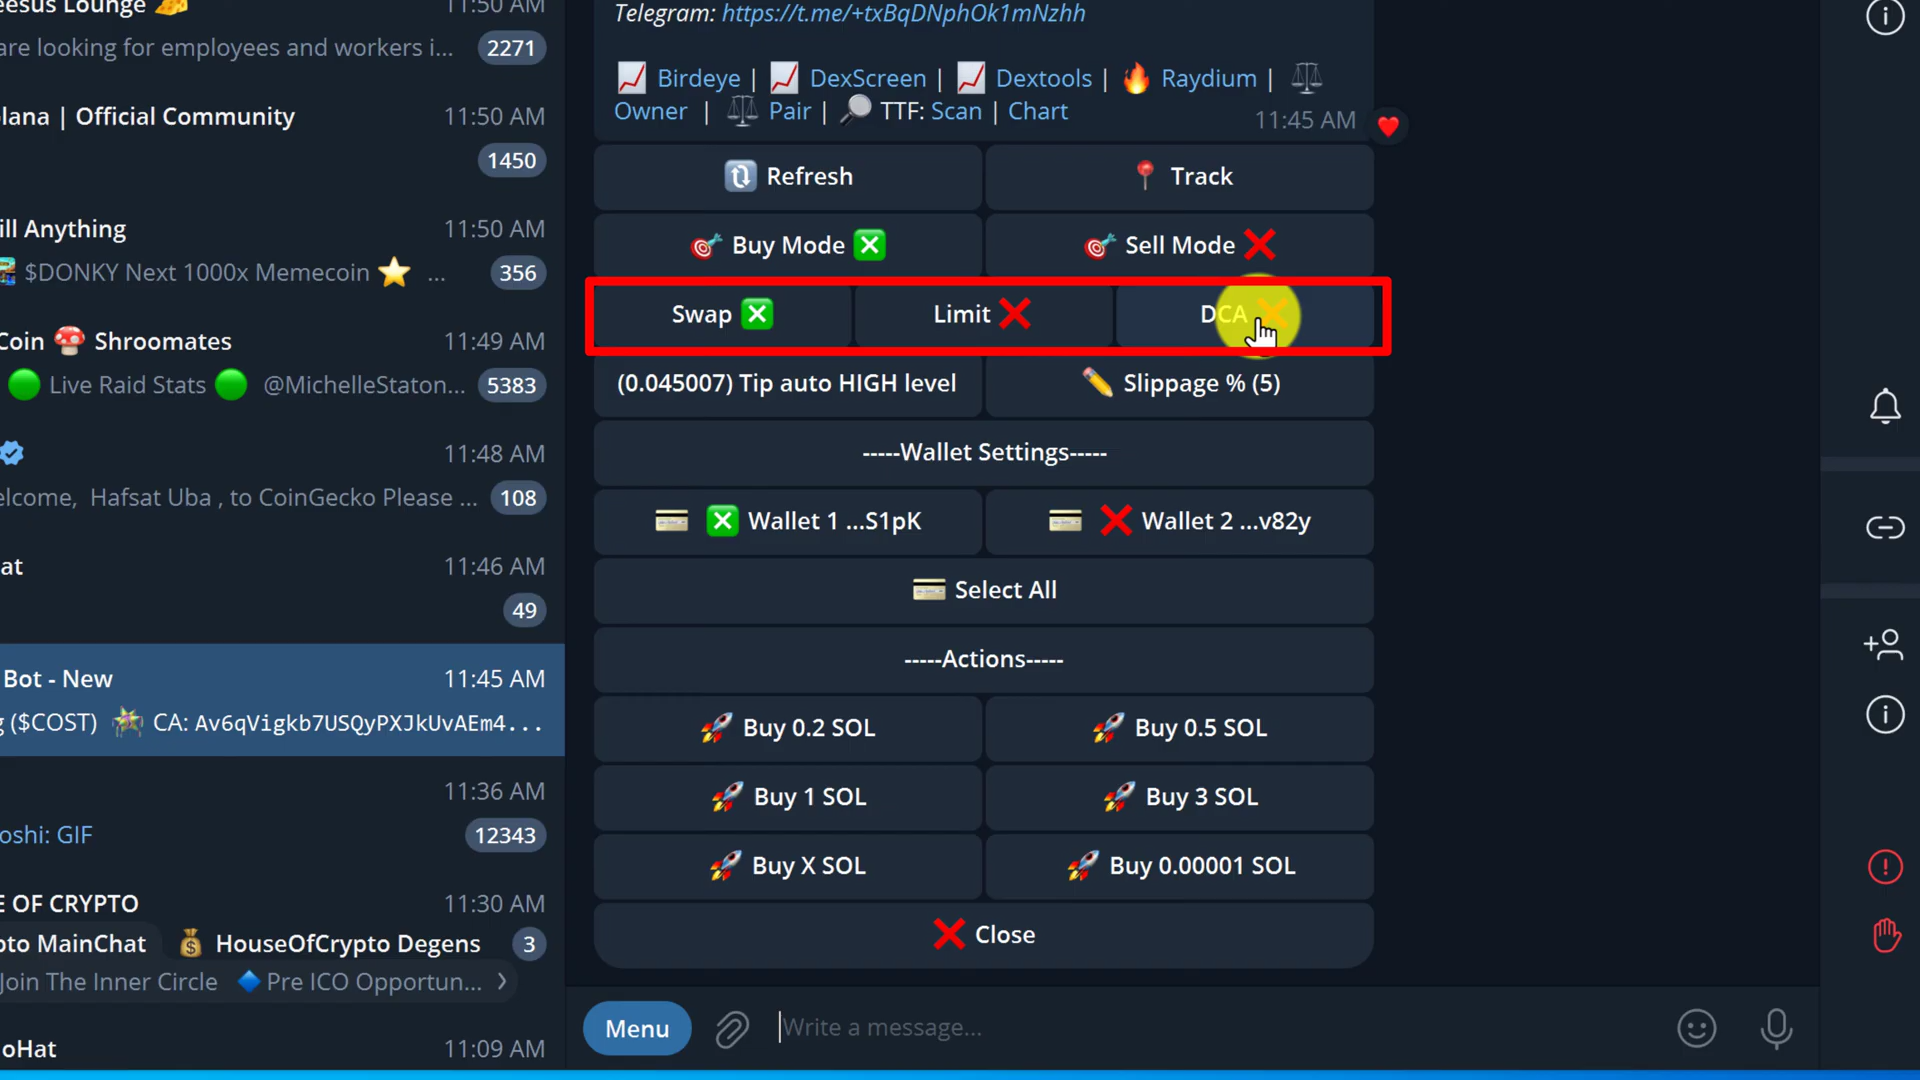 eesus Lounge
11:50 AM
are looking for employees and workers i...
2271
lana | Official Community
11:50 AM
1450
ill Anything
11:50 AM
$DONKY Next 1000x Memecoin ...
356
Coin Shroomates
11:49 AM
Live Raid Stats @MichelleStaton...
5383
11:48 AM
elcome, Hafsat Uba , to CoinGecko Please ...
108
at
11:46 AM
49
Bot - New
11:45 AM
g ($COST) CA: Av6qVigkb7USQyPXJkUvAEm4...
11:36 AM
oshi: GIF
12343
E OF CRYPTO
11:30 AM
pto MainChat HouseOfCrypto Degens
3
Join The Inner Circle Pre ICO Opportun...
oHat
11:09 AM
Telegram: https://t.me/+txBqDNphOk1mNzhh
Birdeye | DexScreen | Dextools | Raydium |
Owner | Pair | TTF: Scan | Chart
11:45 AM
Refresh
Track
Buy Mode
Sell Mode
Swap
Limit
DCA
(0.045007) Tip auto HIGH level
Slippage % (5)
-----Wallet Settings-----
Wallet 1 ...S1pK
Wallet 2 ...v82y
Select All
-----Actions-----
Buy 0.2 SOL
Buy 0.5 SOL
Buy 1 SOL
Buy 3 SOL
Buy X SOL
Buy 0.00001 SOL
Close
Menu
Write a message...